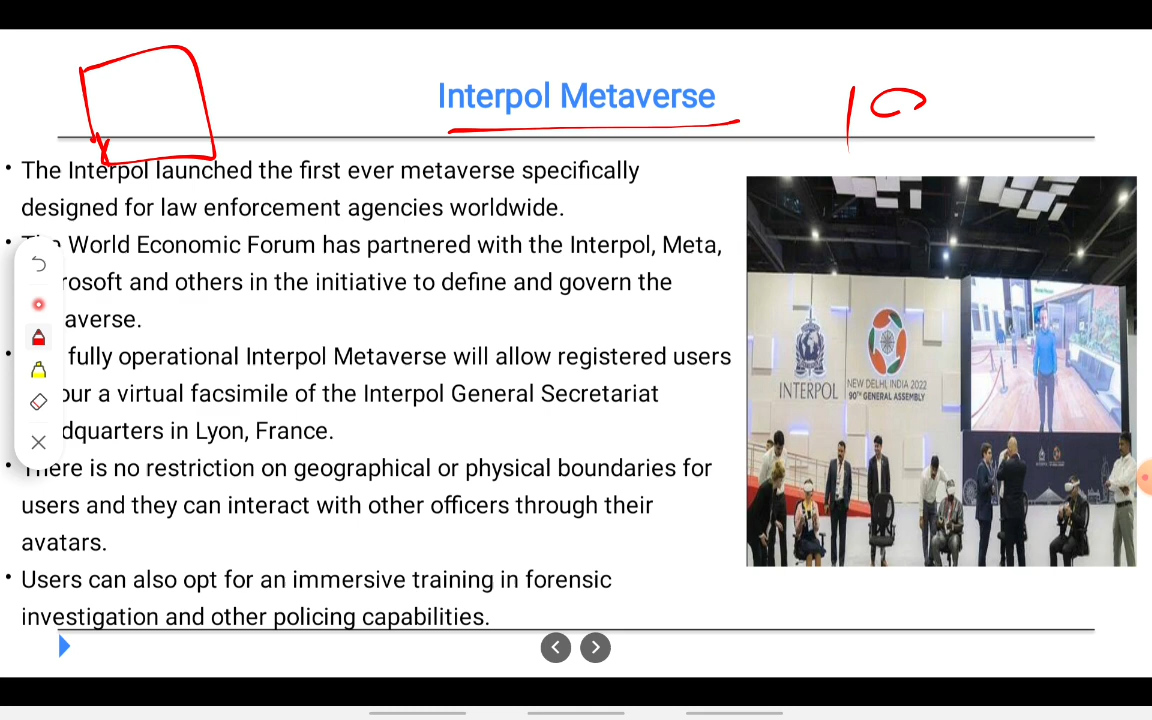 Interpol Metaverse
10
• The Interpol launched the first ever metaverse specifically
designed for law enforcement agencies worldwide.
• World Economic Forum has partnered with the Interpol, Meta,
rosoft and others in the initiative to define and govern the
averse.
• fully operational Interpol Metaverse will allow registered users
our a virtual facsimile of the Interpol General Secretariat
dquarters in Lyon, France.
• There is no restriction on geographical or physical boundaries for
users and they can interact with other officers through their
avatars.
• Users can also opt for an immersive training in forensic
investigation and other policing capabilities.
INTERPOL
NEW DELHI, INDIA 2022
90TH GENERAL ASSEMBLY